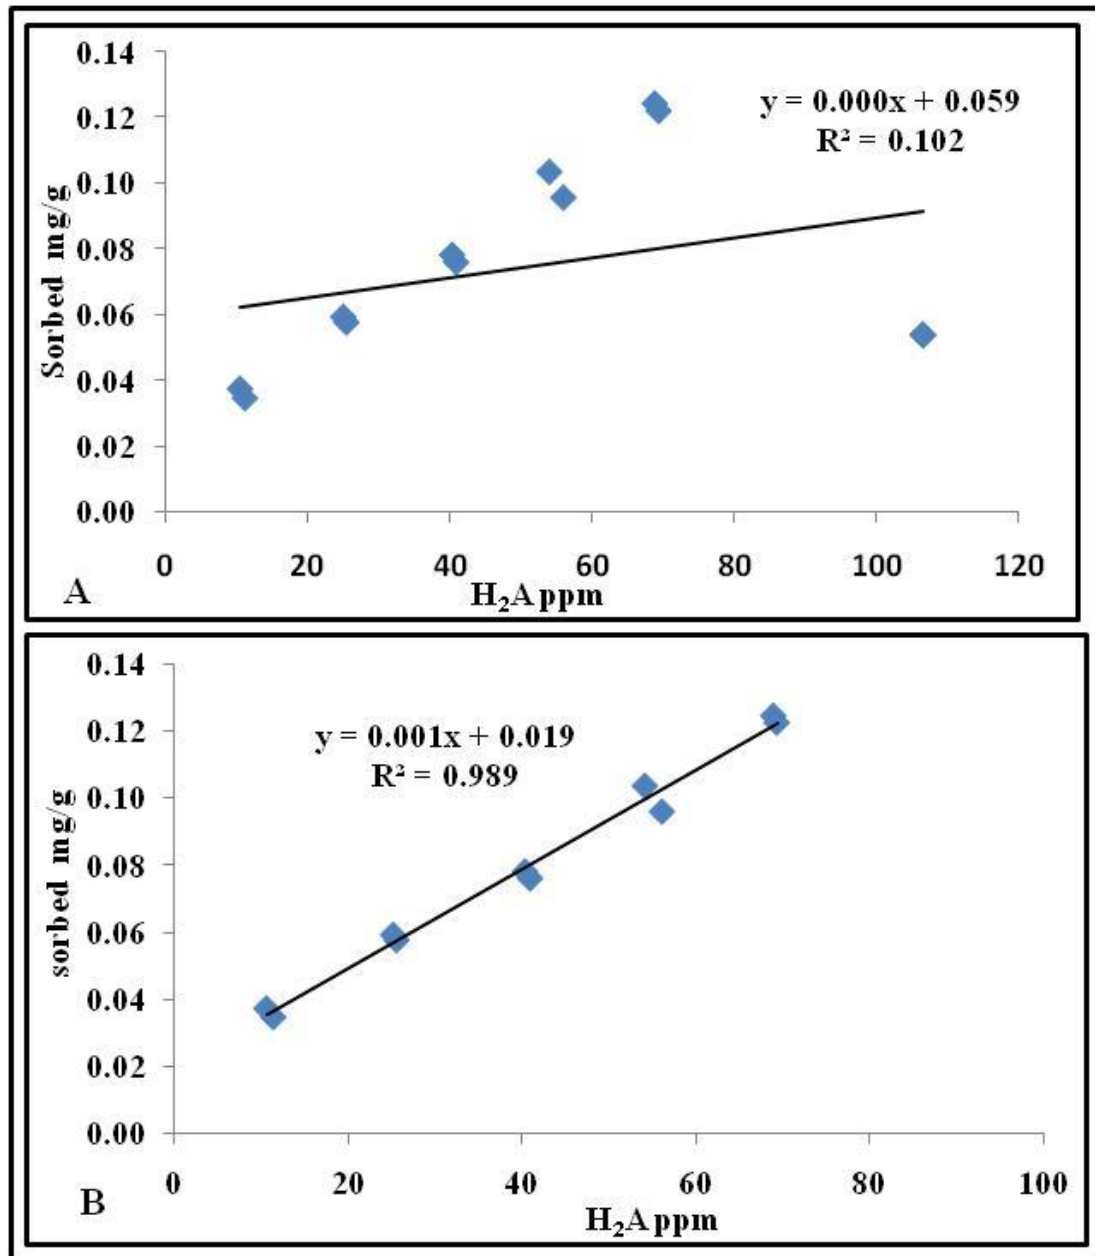 0.14
0.12
0.10
0.08
0.06
0.04
0.02
0.00
Sorbed mg/g
y = 0.000x + 0.059
R² = 0.102
0 20 40 60 80 100 120
H₂A ppm
A
0.14
0.12
0.10
0.08
0.06
0.04
0.02
0.00
sorbed mg/g
y = 0.001x + 0.019
R² = 0.989
0 20 40 60 80 100
H₂A ppm
B